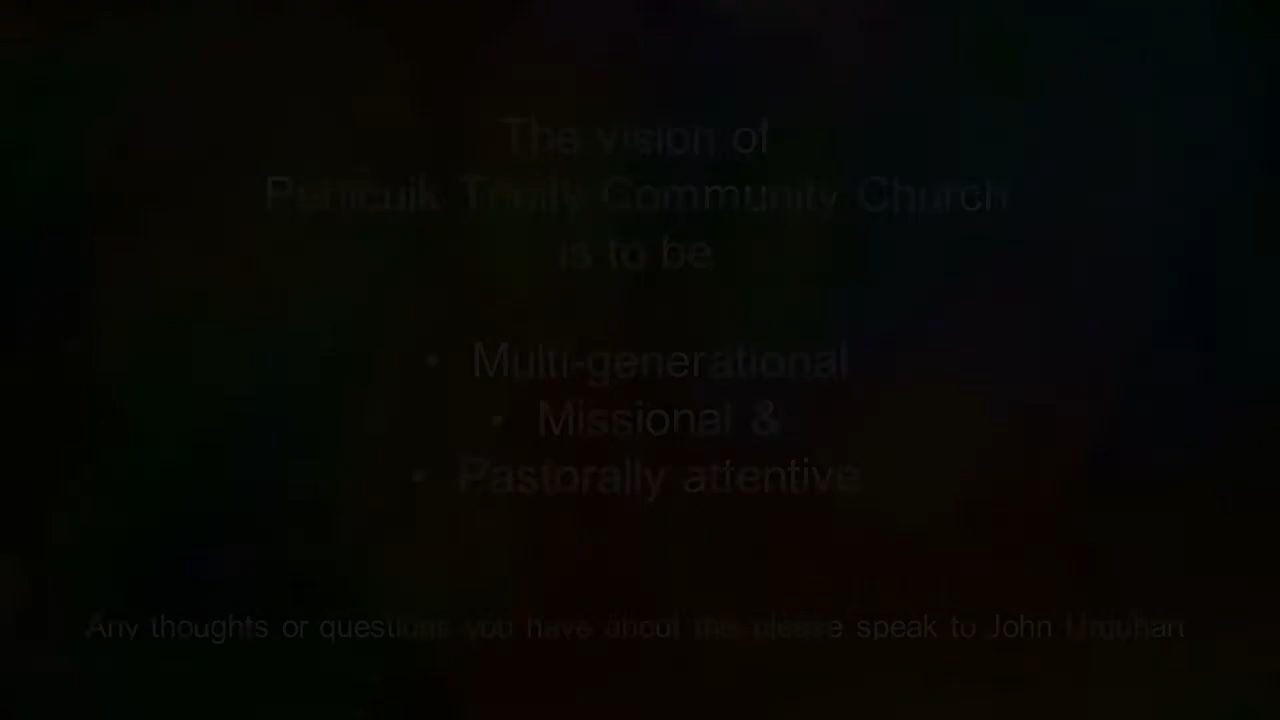 The vision of
Penicuik Trinity Community Church
is to be
• Multi-generational
• Missional &
• Pastorally attentive
Any thoughts or questions you have about the please speak to John Urquhart